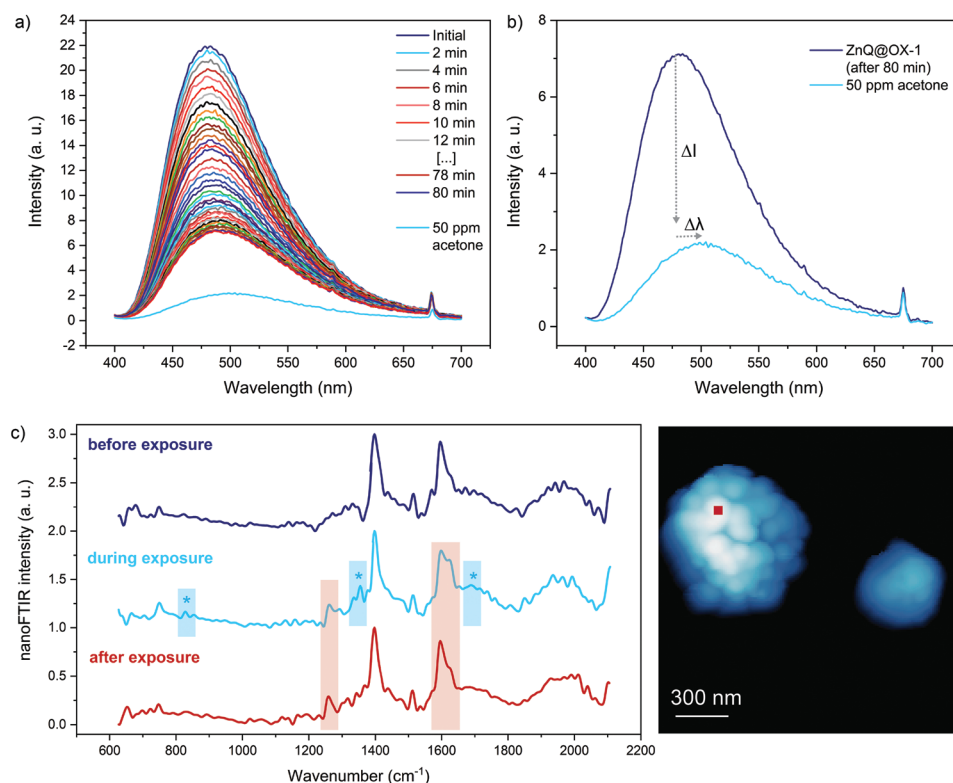 a)
22
20
18
16
14
12
10
8
6
4
2
0
-2
Intensity (a. u.)
400 450 500 550 600 650 700
Wavelength (nm)
Initial
2 min
4 min
6 min
8 min
10 min
12 min
[...]
78 min
80 min
50 ppm
acetone
b)
8
6
4
2
0
Intensity (a. u.)
400 450 500 550 600 650 700
Wavelength (nm)
ZnQ@OX-1
(after 80 min)
50 ppm acetone
ΔI
Δλ
c)
3.0
2.5
2.0
1.5
1.0
0.5
0.0
nanoFTIR intensity (a. u.)
before exposure
during exposure
* * *
after exposure
600 800 1000 1200 1400 1600 1800 2000 2200
Wavenumber (cm⁻¹)
300 nm